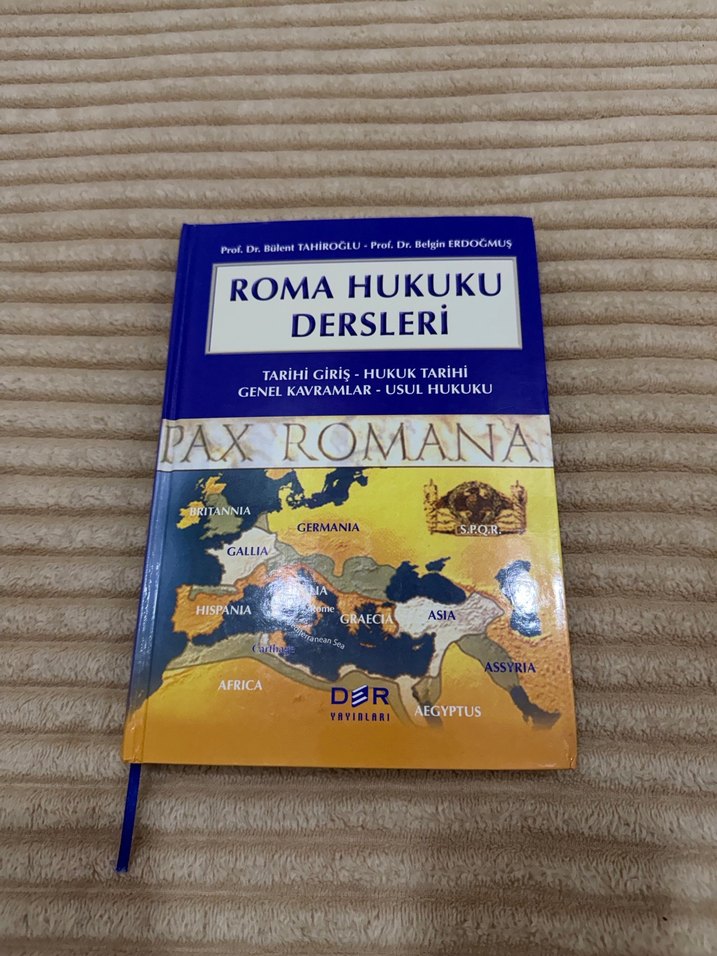 Prof. Dr. Bülent TAHİROĞLU - Prof. Dr. Belgin ERDOĞMUŞ
ROMA HUKUKU
DERSLERİ
TARİHİ GİRİŞ - HUKUK TARİHİ
GENEL KAVRAMLAR - USUL HUKUKU
PAX ROMANA
BRITANNIA
GERMANIA
S.P.Q.R.
GALLIA
HISPANIA
Rome
GRAECIA
ASIA
Carthage
ASSYRIA
AFRICA
AEGYPTUS
DER
YAYINLARI